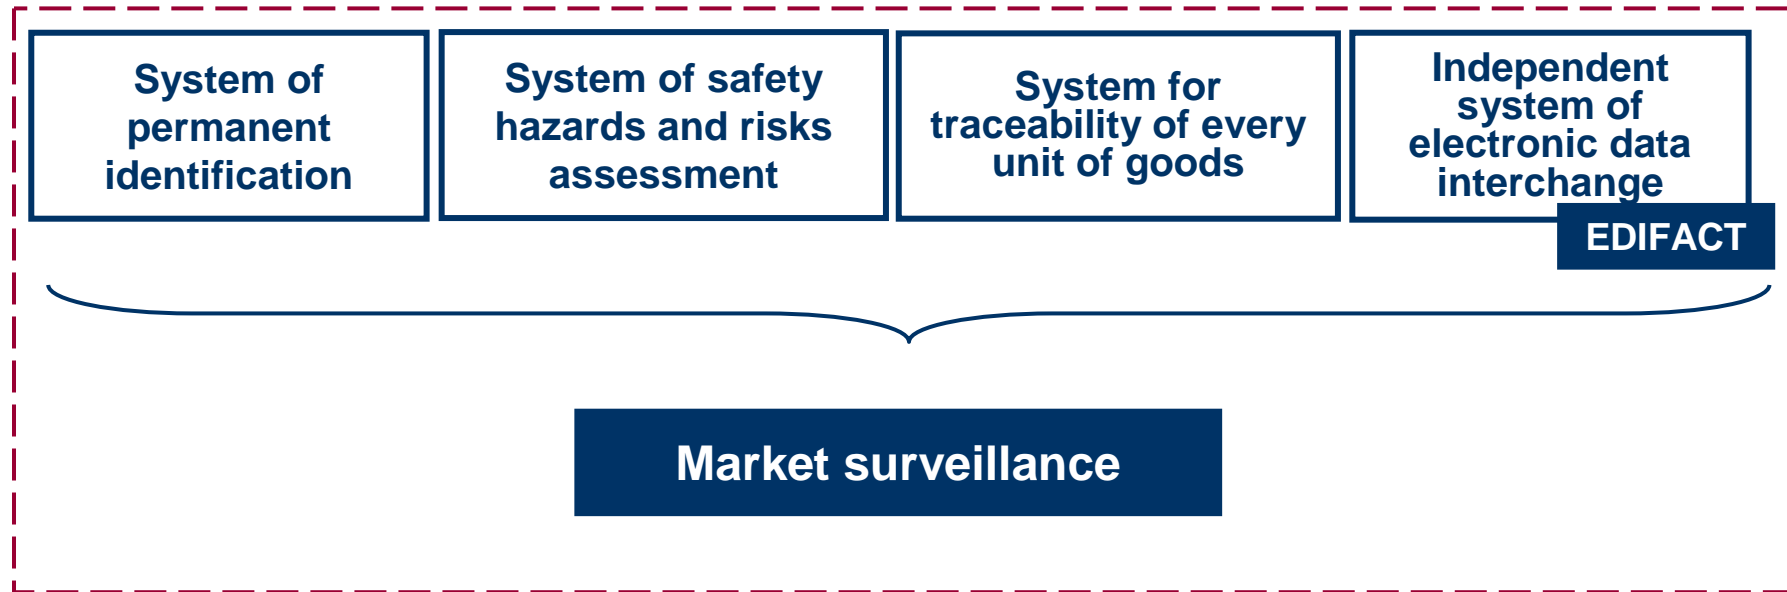 System of
permanent
identification
System of safety
hazards and risks
assessment
System for
traceability of every
unit of goods
Independent
system of
electronic data
interchange
EDIFACT
Market surveillance